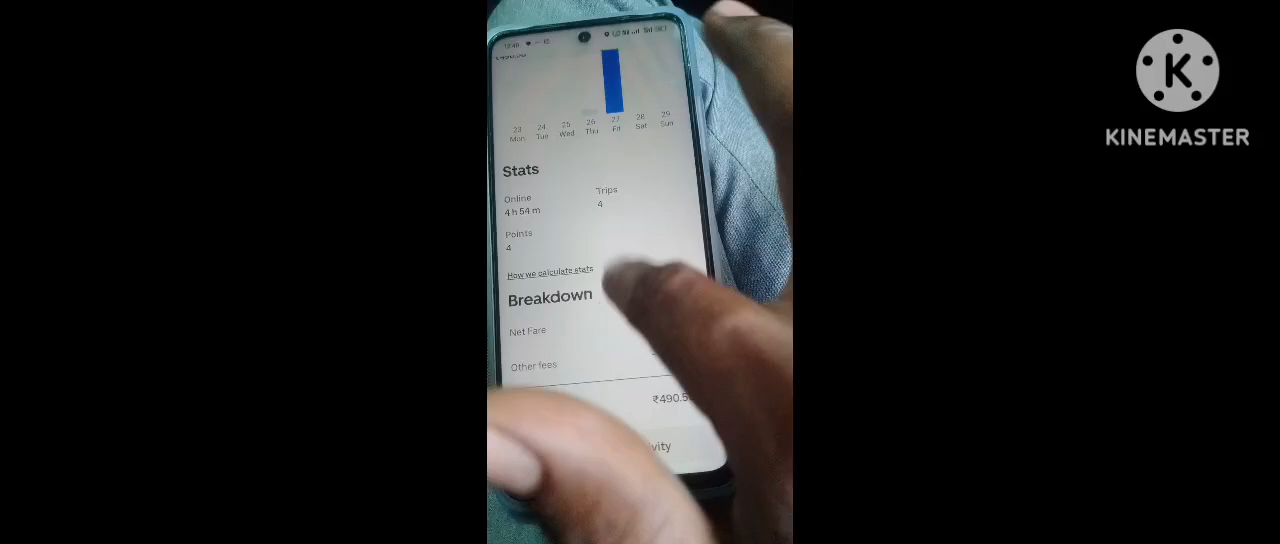 23 24 25 26 27 28 29
Mon Tue Wed Thu Fri Sat Sun
Stats
Online Trips
4 h 54 m 4
Points
4
How we calculate stats
Breakdown
Net Fare
Other fees
₹490.5
vity
K
KINEMASTER